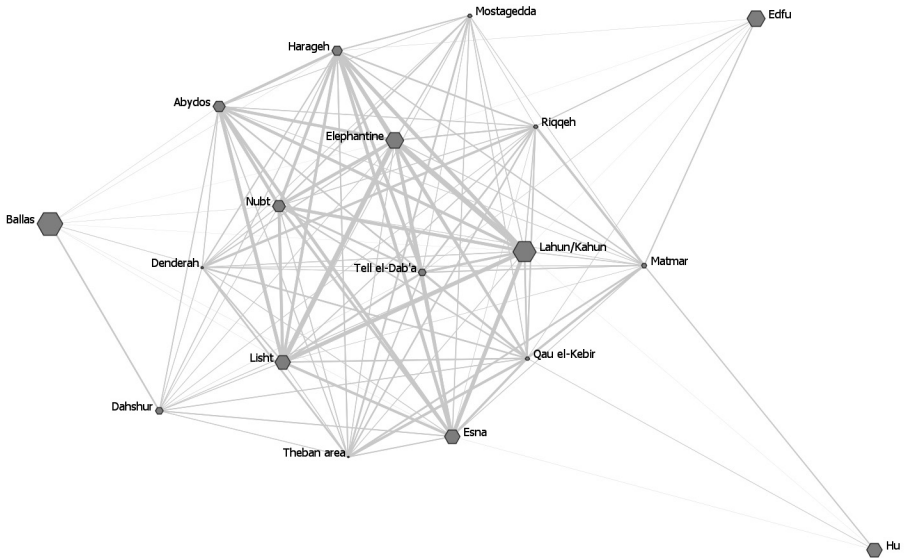 Mostagedda
Edfu
Harageh
Abydos
Riqqeh
Elephantine
Nubt
Ballas
Lahun/Kahun
Denderah
Tell el-Dab'a
Matmar
Lisht
Qau el-Kebir
Dahshur
Esna
Theban area
Hu